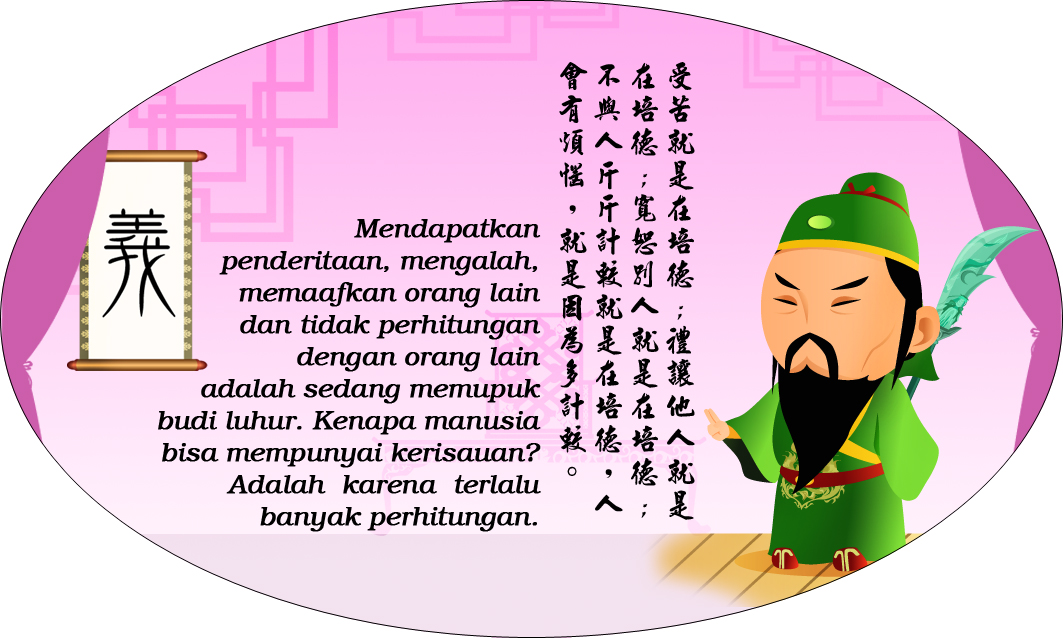 義
受苦就是在培德;禮讓他人就是
在培德;寬恕別人就是在培德;
不與人斤斤計較就是在培德,人
會有煩惱,就是因為多計較。
Mendapatkan
penderitaan, mengalah,
memaafkan orang lain
dan tidak perhitungan
dengan orang lain
adalah sedang memupuk
budi luhur. Kenapa manusia
bisa mempunyai kerisauan?
Adalah karena terlalu
banyak perhitungan.